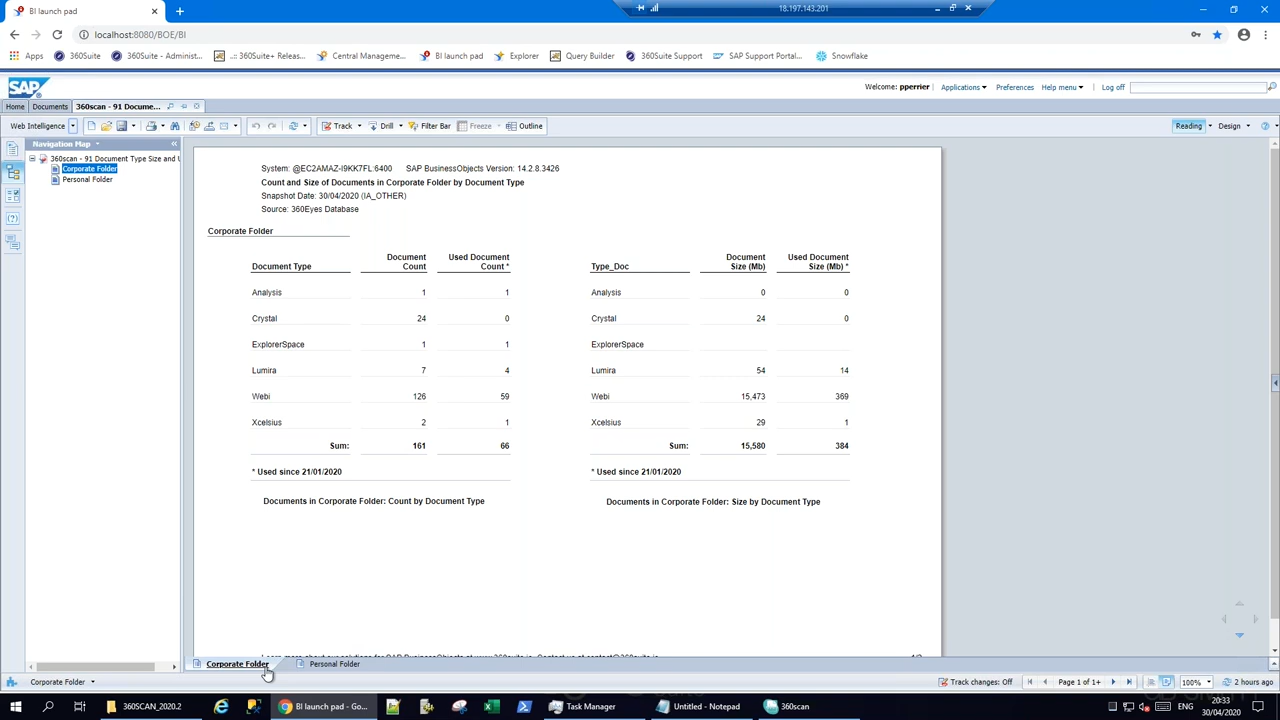 BI launch pad
18.197.143.201
localhost:8080/BOE/BI
Apps 360Suite 360Suite - Administ... .:: 360Suite+ Releas... Central Manageme... BI launch pad Explorer Query Builder 360Suite Support SAP Support Portal... Snowflake
SAP
Welcome: pperrier Applications Preferences Help menu Log off
Home Documents 360scan - 91 Docume...
Web Intelligence Track Drill Filter Bar Freeze Outline Reading Design
Navigation Map
360scan - 91 Document Type Size and U
Corporate Folder
Personal Folder
System: @EC2AMAZ-I9KK7FL:6400 SAP BusinessObjects Version: 14.2.8.3426
Count and Size of Documents in Corporate Folder by Document Type
Snapshot Date: 30/04/2020 (IA_OTHER)
Source: 360Eyes Database
Corporate Folder
Document Type Document Count Used Document Count *
Analysis 1 1
Crystal 24 0
ExplorerSpace 1 1
Lumira 7 4
Webi 126 59
Xcelsius 2 1
Sum: 161 66
* Used since 21/01/2020
Documents in Corporate Folder: Count by Document Type
Type_Doc Document Size (Mb) Used Document Size (Mb) *
Analysis 0 0
Crystal 24 0
ExplorerSpace
Lumira 54 14
Webi 15,473 369
Xcelsius 29 1
Sum: 15,580 384
* Used since 21/01/2020
Documents in Corporate Folder: Size by Document Type
Corporate Folder Personal Folder
Corporate Folder Track changes: Off Page 1 of 1+ 100% 2 hours ago
360SCAN_2020.2 BI launch pad - Go... Task Manager Untitled - Notepad 360scan
20:33
30/04/2020